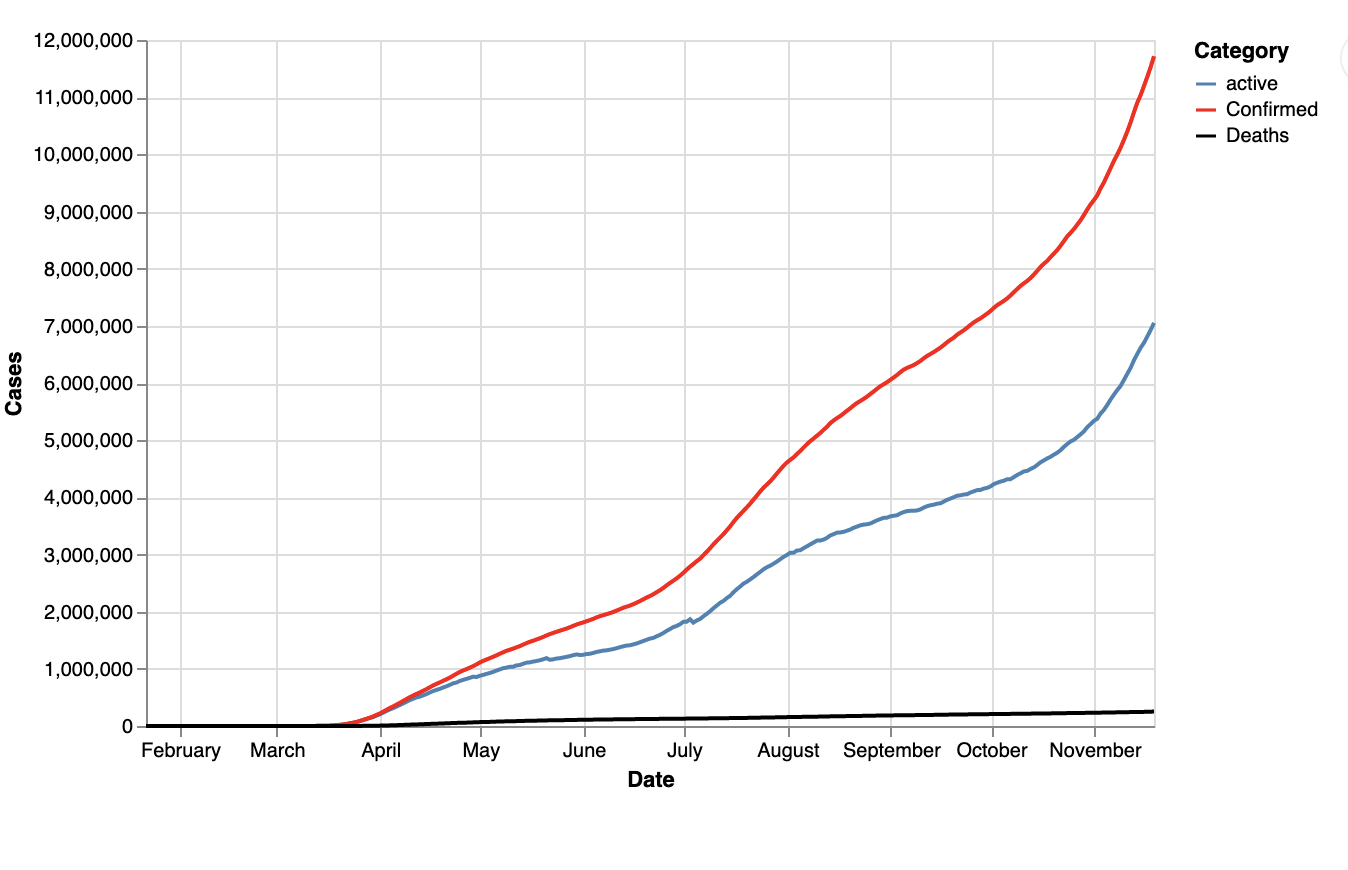 12,000,000
11,000,000
10,000,000
9,000,000
8,000,000
7,000,000
6,000,000
5,000,000
4,000,000
3,000,000
2,000,000
1,000,000
0
Cases
February March April May June July August September October November
Date
Category
active
Confirmed
Deaths